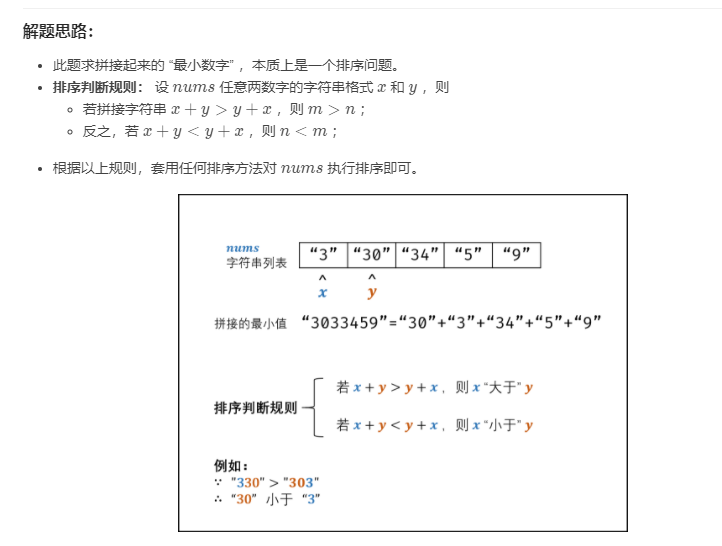 解题思路：
此题求拼接起来的 “最小数字” ，本质上是一个排序问题。
排序判断规则： 设 nums 任意两数字的字符串格式 x 和 y ，则
若拼接字符串 x + y > y + x ，则 m > n ；
反之，若 x + y < y + x ，则 n < m ；
根据以上规则，套用任何排序方法对 nums 执行排序即可。
nums
字符串列表
“3” “30” “34” “5” “9”
^ ^
x y
拼接的最小值 “3033459”=“30”+“3”+“34”+“5”+“9”
若 x + y > y + x ，则 x “大于” y
排序判断规则
若 x + y < y + x ，则 x “小于” y
例如：
∵ "330" > "303"
∴ “30” 小于 “3”